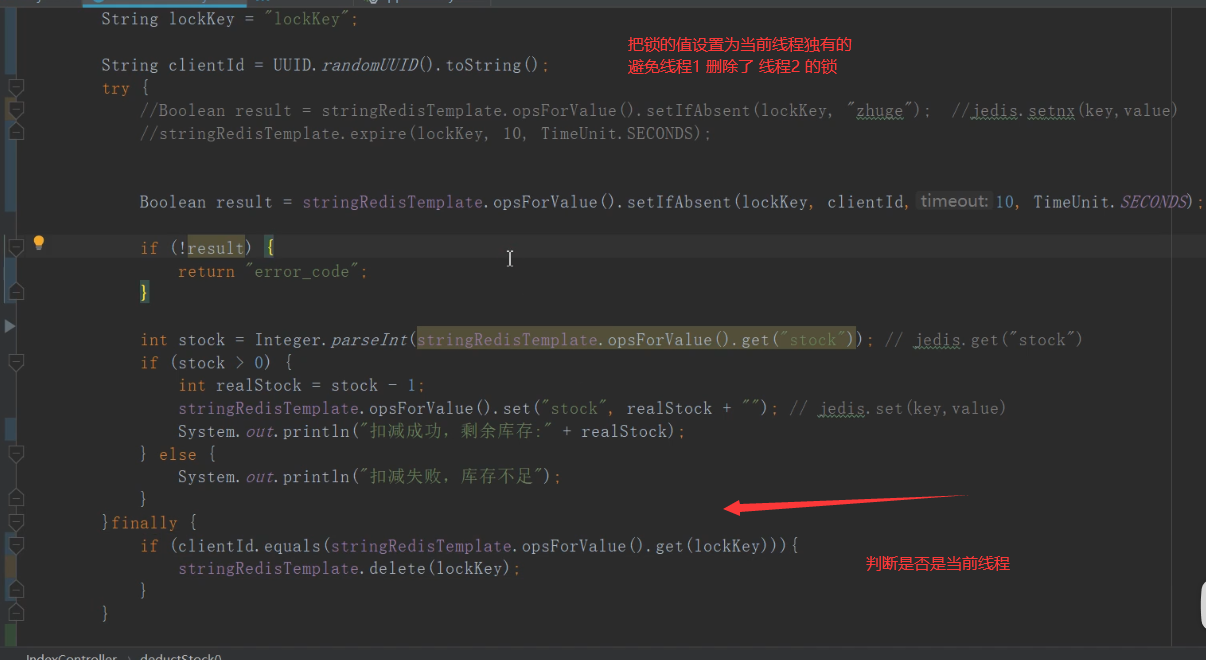 String lockKey = "lockKey";
把锁的值设置为当前线程独有的
避免线程1 删除了 线程2 的锁
String clientId = UUID.randomUUID().toString();
try {
//Boolean result = stringRedisTemplate.opsForValue().setIfAbsent(lockKey, "zhuge"); //jedis.setnx(key,value)
//stringRedisTemplate.expire(lockKey, 10, TimeUnit.SECONDS);
Boolean result = stringRedisTemplate.opsForValue().setIfAbsent(lockKey, clientId, timeout: 10, TimeUnit.SECONDS);
if (!result) {
return "error_code";
}
int stock = Integer.parseInt(stringRedisTemplate.opsForValue().get("stock")); // jedis.get("stock")
if (stock > 0) {
int realStock = stock - 1;
stringRedisTemplate.opsForValue().set("stock", realStock + ""); // jedis.set(key,value)
System.out.println("扣减成功，剩余库存:" + realStock);
} else {
System.out.println("扣减失败，库存不足");
}
}finally {
if (clientId.equals(stringRedisTemplate.opsForValue().get(lockKey))){
判断是否是当前线程
stringRedisTemplate.delete(lockKey);
}
}
IndexController › deductStock()